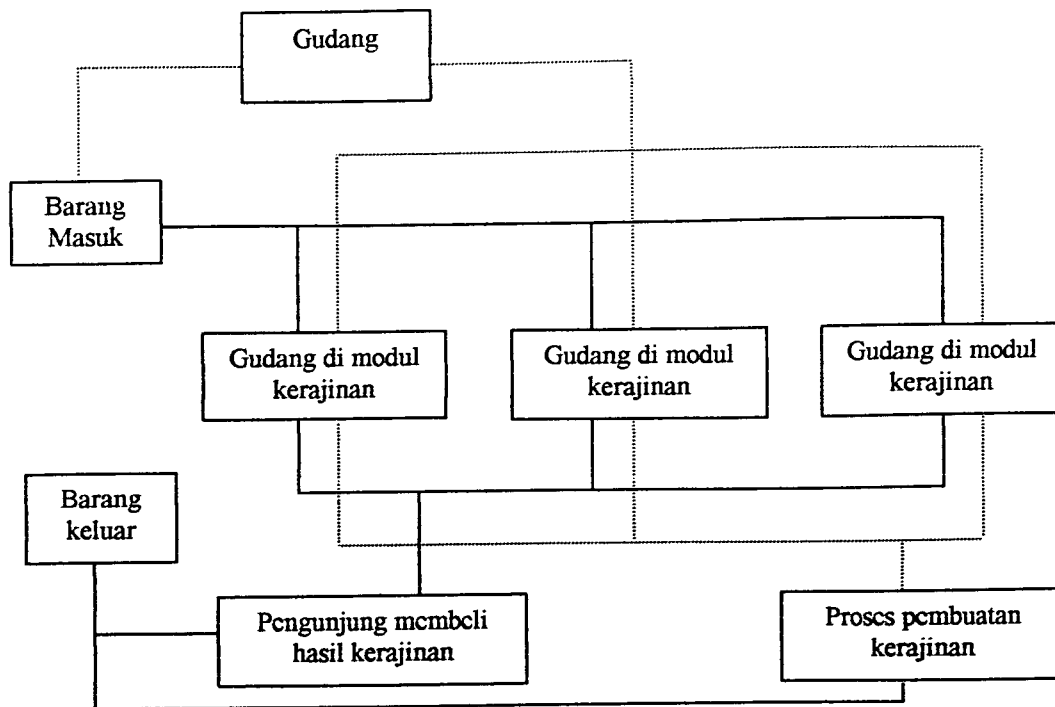 Gudang
Barang
Masuk
Gudang di modul
kerajinan
Gudang di modul
kerajinan
Gudang di modul
kerajinan
Barang
keluar
Pengunjung membeli
hasil kerajinan
Proses pembuatan
kerajinan